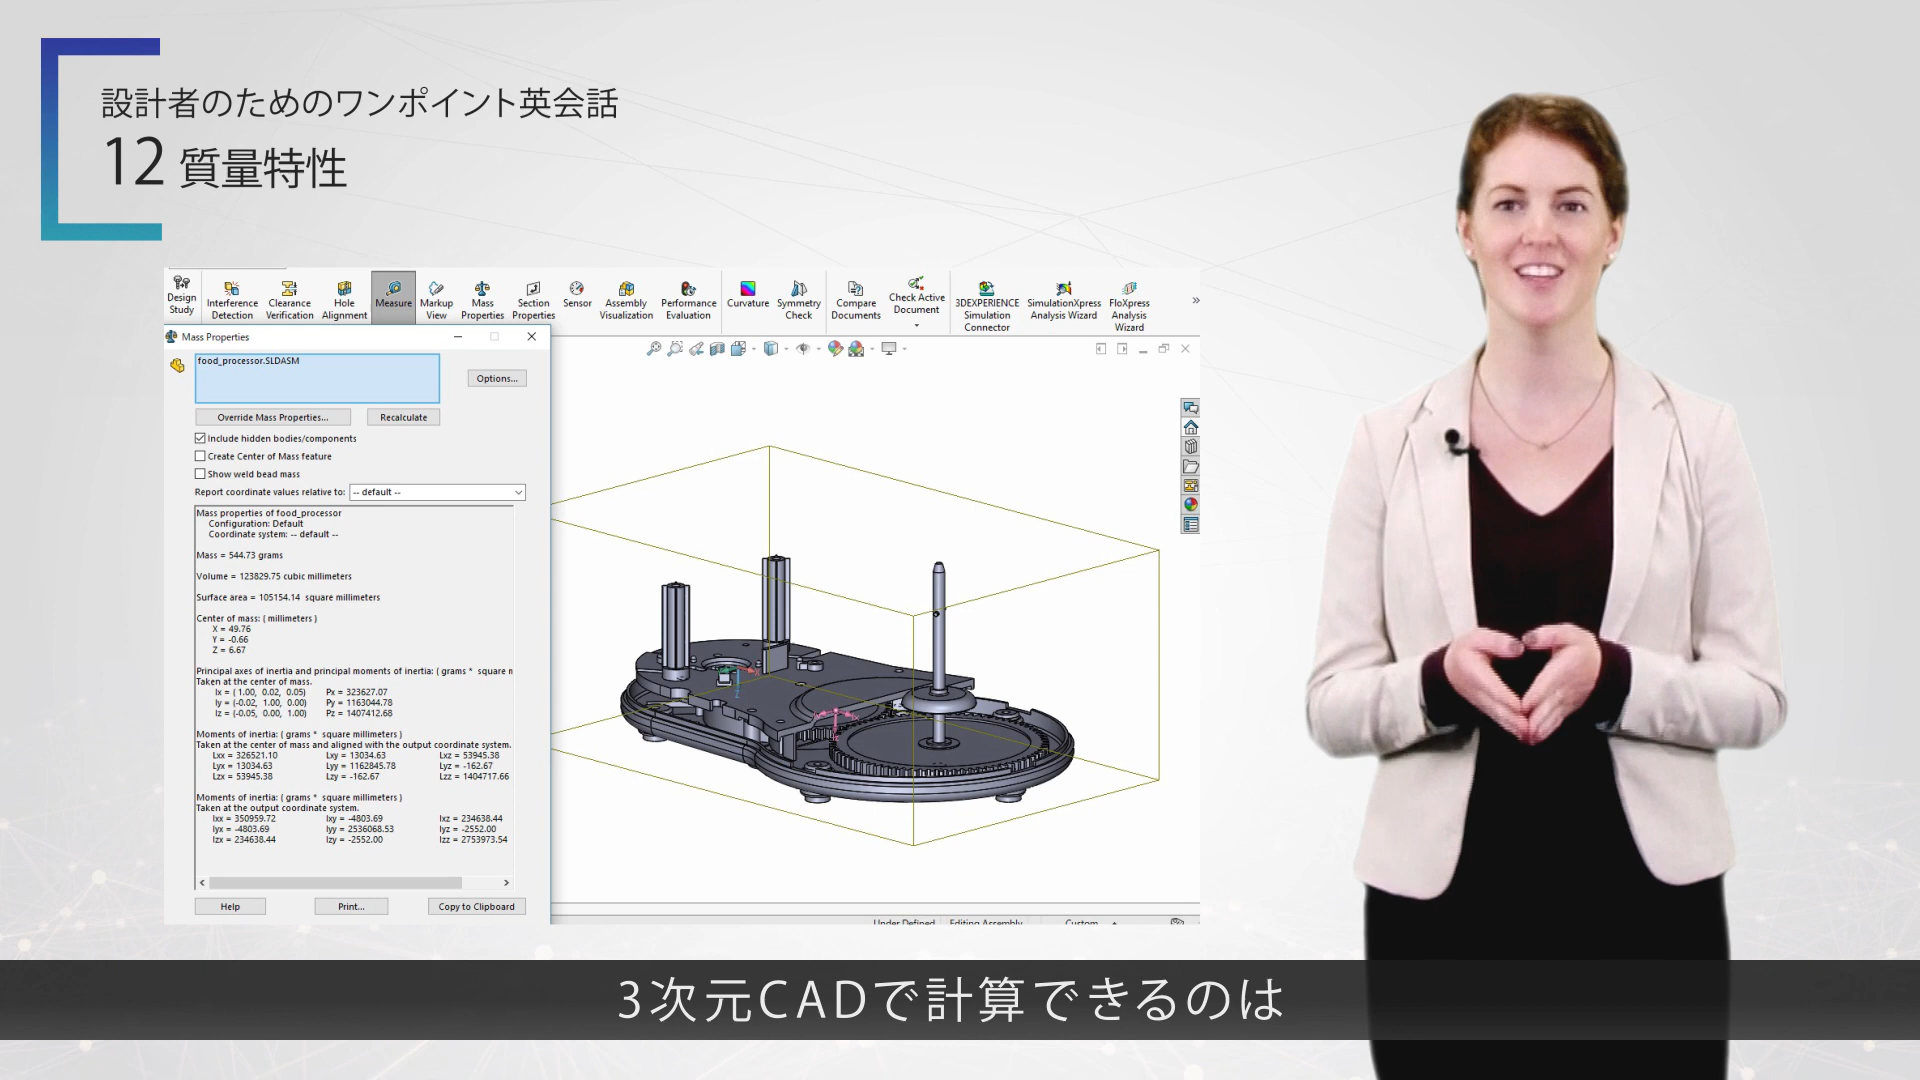 設計者のためのワンポイント英会話
12 質量特性
Design Study
Interference Detection
Clearance Verification
Hole Alignment
Measure
Markup View
Mass Properties
Section Properties
Sensor
Assembly Visualization
Performance Evaluation
Curvature
Symmetry Check
Compare Documents
Check Active Document
3DEXPERIENCE Simulation Connector
SimulationXpress Analysis Wizard
FloXpress Analysis Wizard
Mass Properties
food_processor.SLDASM
Options...
Override Mass Properties...
Recalculate
Include hidden bodies/components
Create Center of Mass feature
Show weld bead mass
Report coordinate values relative to: -- default --
Mass properties of food_processor
Configuration: Default
Coordinate system: -- default --
Mass = 544.73 grams
Volume = 123829.75 cubic millimeters
Surface area = 105154.14 square millimeters
Center of mass: ( millimeters )
X = 49.76
Y = -0.66
Z = 6.67
Principal axes of inertia and principal moments of inertia: ( grams * square m
Taken at the center of mass.
Ix = ( 1.00, 0.02, 0.05) Px = 323627.07
Iy = (-0.02, 1.00, 0.00) Py = 1163044.78
Iz = (-0.05, 0.00, 1.00) Pz = 1407412.68
Moments of inertia: ( grams * square millimeters )
Taken at the center of mass and aligned with the output coordinate system.
Lxx = 326521.10 Lxy = 13034.63 Lxz = 53945.38
Lyx = 13034.63 Lyy = 1162845.78 Lyz = -162.67
Lzx = 53945.38 Lzy = -162.67 Lzz = 1404717.66
Moments of inertia: ( grams * square millimeters )
Taken at the output coordinate system.
Ixx = 350959.72 Ixy = -4803.69 Ixz = 234638.44
Iyx = -4803.69 Iyy = 2536068.53 Iyz = -2552.00
Izx = 234638.44 Izy = -2552.00 Izz = 2753973.54
Help
Print...
Copy to Clipboard
Under Defined
Editing Assembly
Custom
3次元CADで計算できるのは